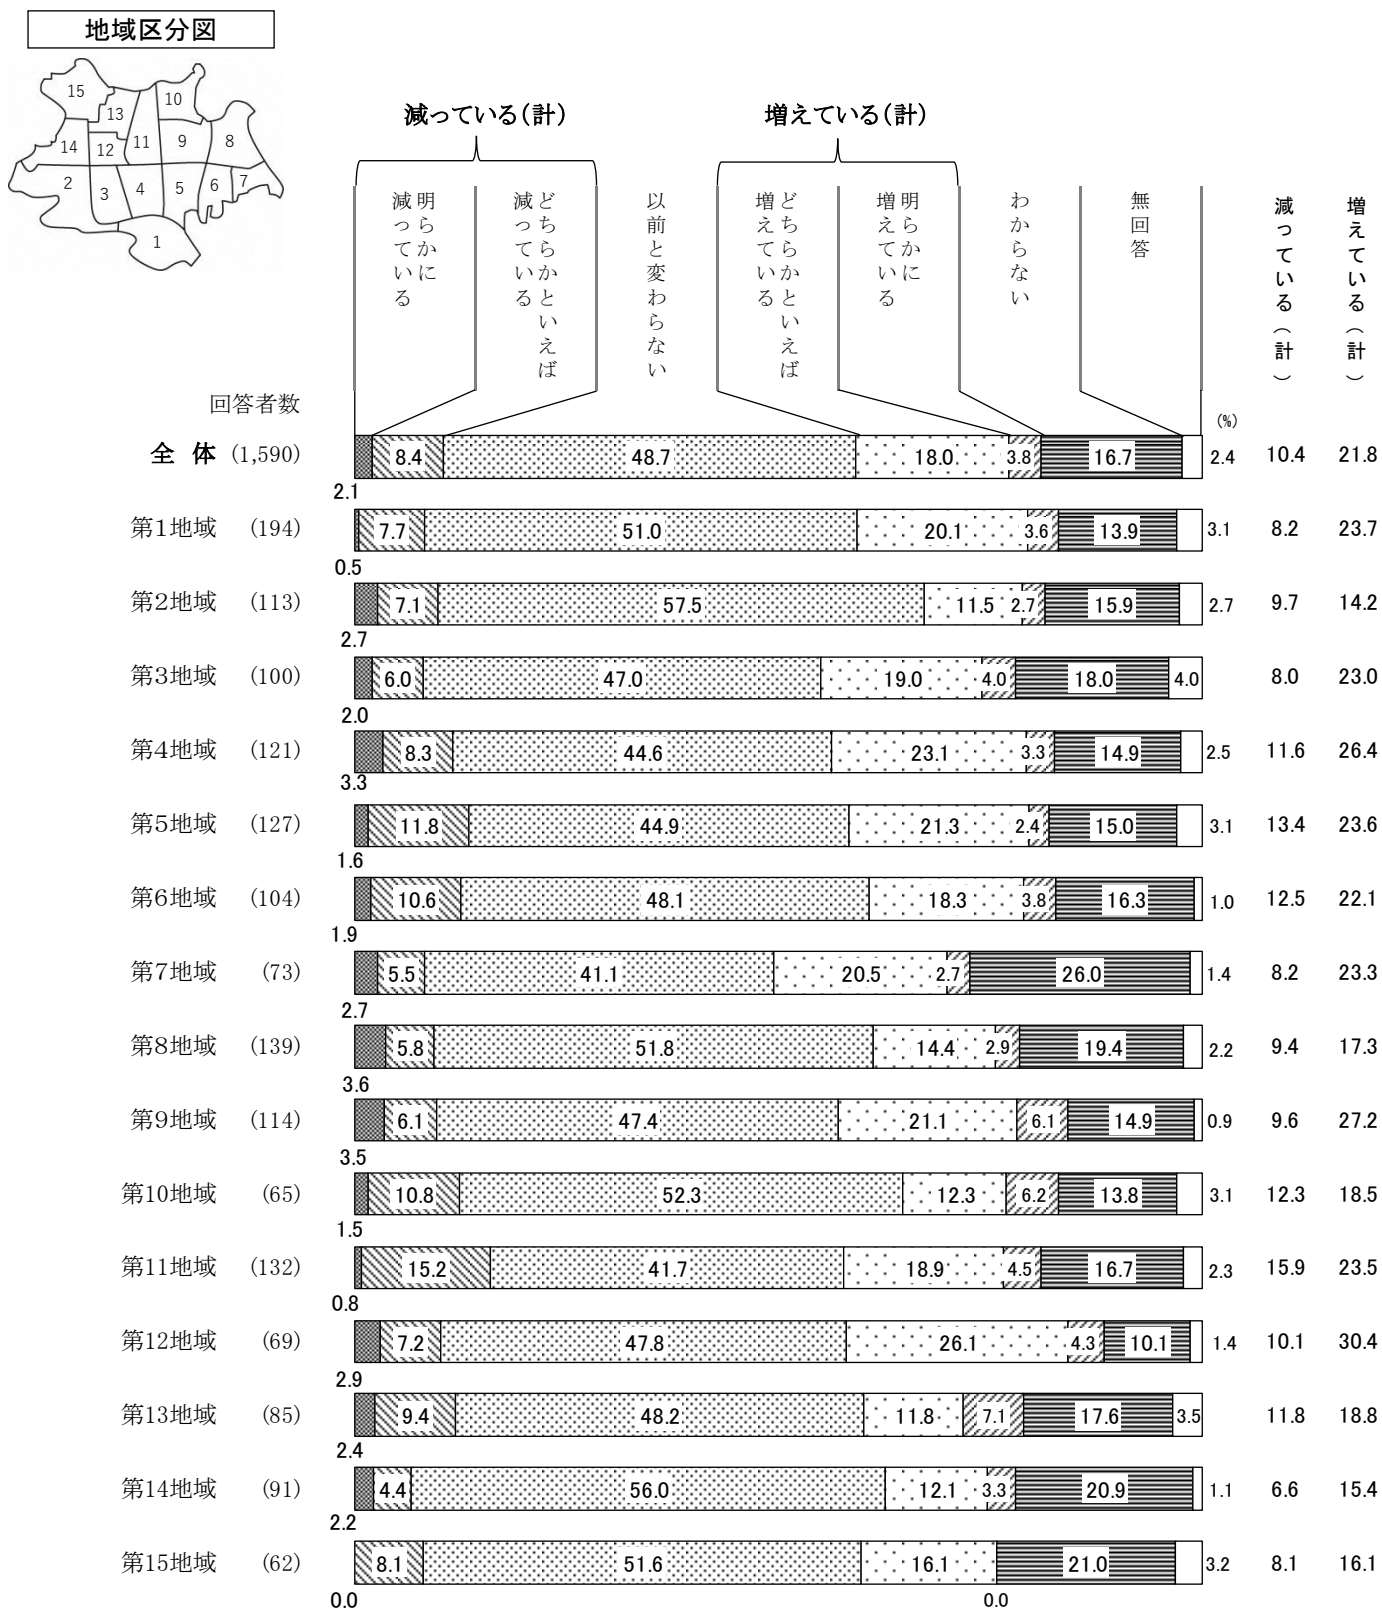 地域区分図
15
10
13
14
12
11
9
8
2
3
4
5
6
7
1
減っている(計)
増えている(計)
明らかに減っている
どちらかといえば減っている
以前と変わらない
どちらかといえば増えている
明らかに増えている
わからない
無回答
減っている(計)
増えている(計)
回答者数
(%)
全 体 (1,590) 8.4 48.7 18.0 3.8 16.7 2.4 10.4 21.8
2.1
第1地域 (194) 7.7 51.0 20.1 3.6 13.9 3.1 8.2 23.7
0.5
第2地域 (113) 7.1 57.5 11.5 2.7 15.9 2.7 9.7 14.2
2.7
第3地域 (100) 6.0 47.0 19.0 4.0 18.0 4.0 8.0 23.0
2.0
第4地域 (121) 8.3 44.6 23.1 3.3 14.9 2.5 11.6 26.4
3.3
第5地域 (127) 11.8 44.9 21.3 2.4 15.0 3.1 13.4 23.6
1.6
第6地域 (104) 10.6 48.1 18.3 3.8 16.3 1.0 12.5 22.1
1.9
第7地域 (73) 5.5 41.1 20.5 2.7 26.0 1.4 8.2 23.3
2.7
第8地域 (139) 5.8 51.8 14.4 2.9 19.4 2.2 9.4 17.3
3.6
第9地域 (114) 6.1 47.4 21.1 6.1 14.9 0.9 9.6 27.2
3.5
第10地域 (65) 10.8 52.3 12.3 6.2 13.8 3.1 12.3 18.5
1.5
第11地域 (132) 15.2 41.7 18.9 4.5 16.7 2.3 15.9 23.5
0.8
第12地域 (69) 7.2 47.8 26.1 4.3 10.1 1.4 10.1 30.4
2.9
第13地域 (85) 9.4 48.2 11.8 7.1 17.6 3.5 11.8 18.8
2.4
第14地域 (91) 4.4 56.0 12.1 3.3 20.9 1.1 6.6 15.4
2.2
第15地域 (62) 8.1 51.6 16.1 21.0 3.2 8.1 16.1
0.0 0.0